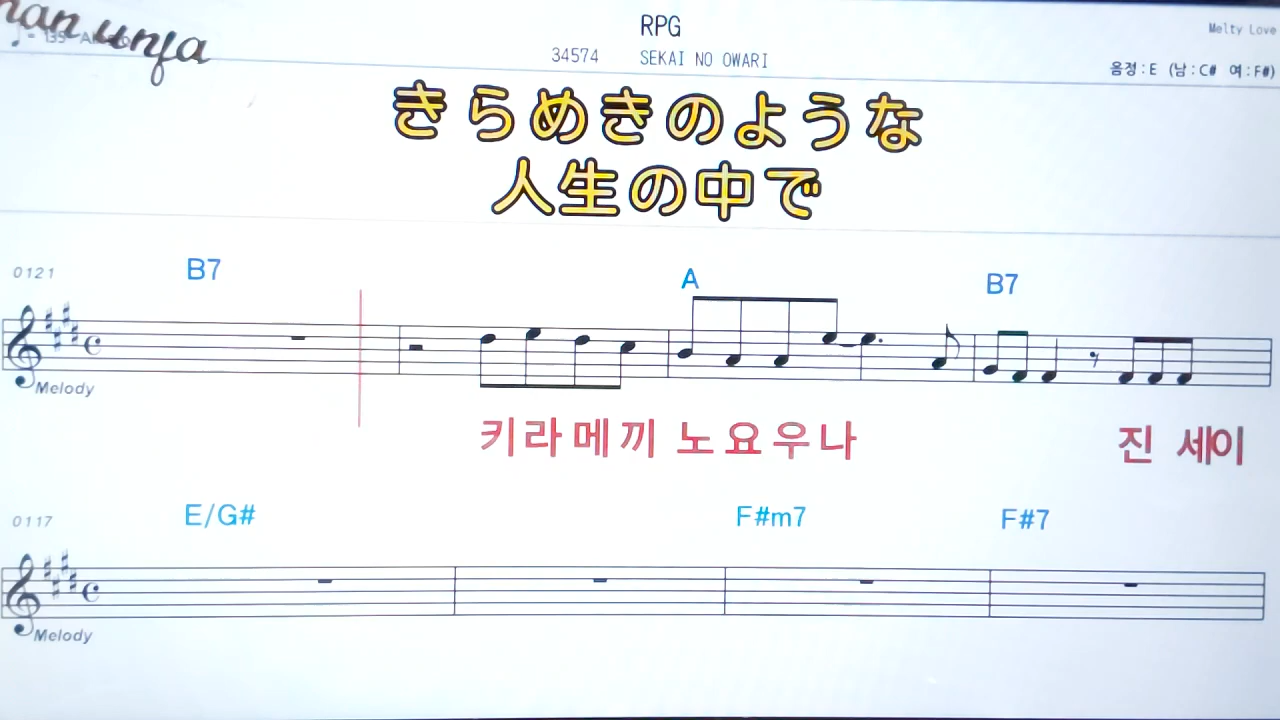 RPG
Melty Love
34574 SEKAI NO OWARI
음정:E (남:C# 여:F#)
きらめきのような
人生の中で
0121 B7 A B7
Melody
키라메끼 노요우나 진 세이
0117 E/G# F#m7 F#7
Melody